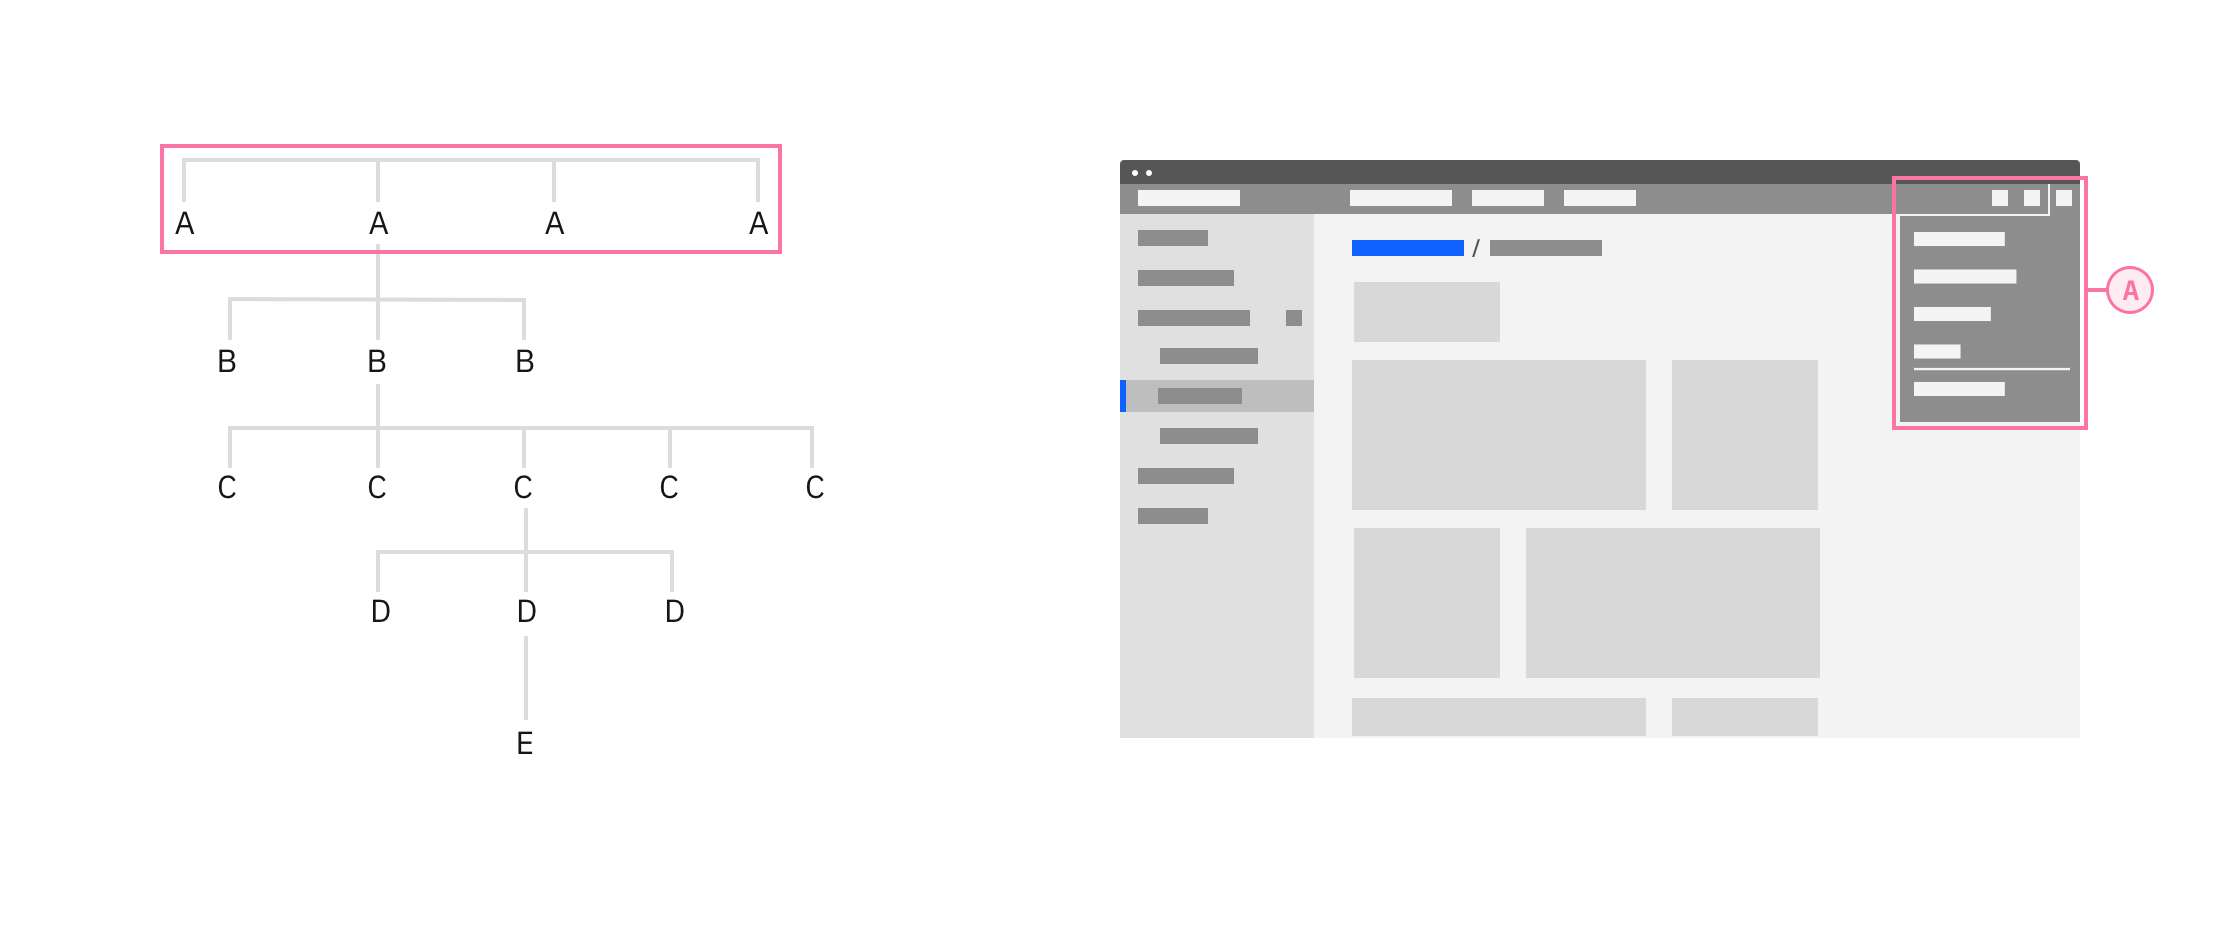 A A A A
B B B
C C C C C
D D D
E
/
A